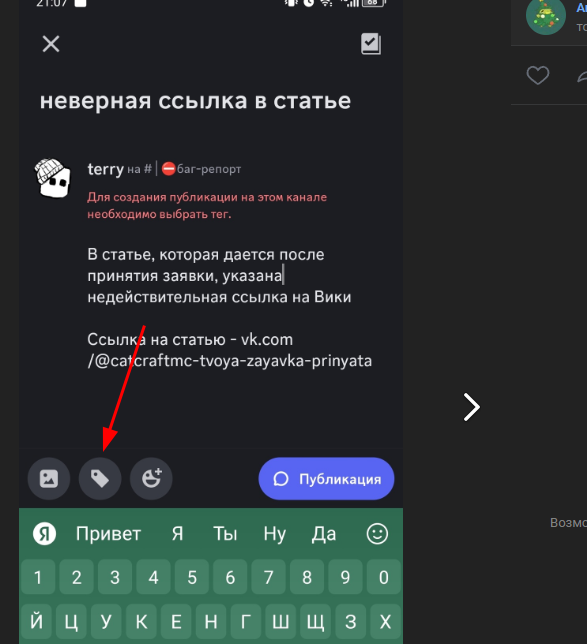 21:07
неверная ссылка в статье
terry на # | ⛔баг-репорт
Для создания публикации на этом канале
необходимо выбрать тег.
В статье, которая дается после
принятия заявки, указана
недействительная ссылка на Вики
Ссылка на статью - vk.com
/@catcraftmc-tvoya-zayavka-prinyata
Публикация
Я Привет Я Ты Ну Да
1 2 3 4 5 6 7 8 9 0
Й Ц У К Е Н Г Ш Щ З Х